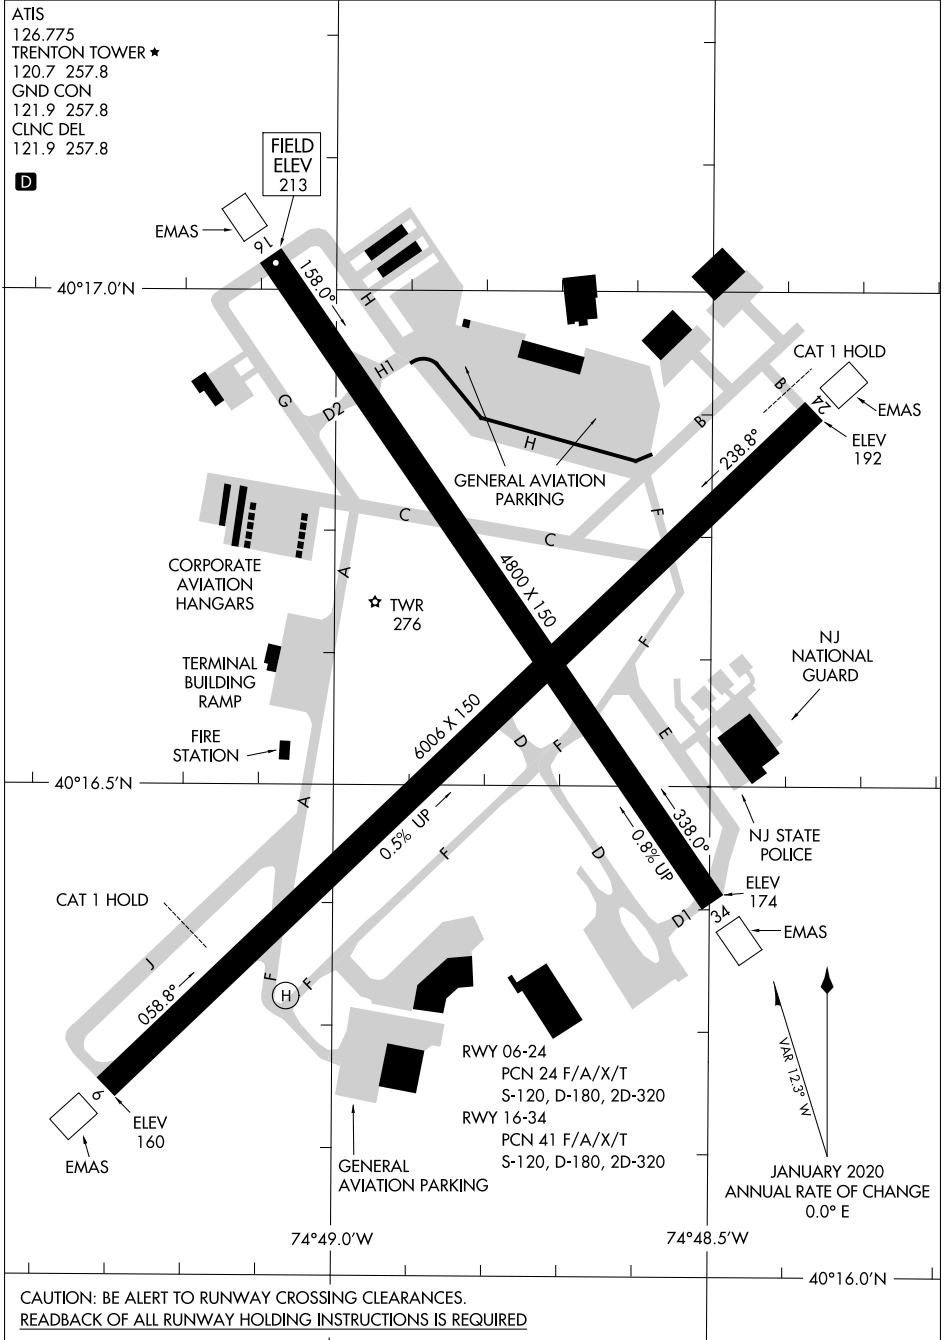 ATIS
126.775
TRENTON TOWER ★
120.7 257.8
GND CON
121.9 257.8
CLNC DEL
121.9 257.8
D
FIELD
ELEV
213
EMAS
16
158.0°
H
40°17.0'N
CAT 1 HOLD
H1
B
EMAS
24
G
D2
B
ELEV
192
H
238.8°
GENERAL AVIATION
PARKING
C
F
C
4800 X 150
CORPORATE
AVIATION
HANGARS
A
TWR
276
F
NJ
NATIONAL
GUARD
TERMINAL
BUILDING
RAMP
6006 X 150
FIRE
STATION
D
F
E
40°16.5'N
A
0.5% UP
F
D
0.8% UP
338.0°
NJ STATE
POLICE
ELEV
174
CAT 1 HOLD
D1
34
EMAS
J
058.8°
F
F
H
VAR 12.3° W
RWY 06-24
PCN 24 F/A/X/T
S-120, D-180, 2D-320
RWY 16-34
PCN 41 F/A/X/T
S-120, D-180, 2D-320
6
ELEV
160
EMAS
GENERAL
AVIATION PARKING
JANUARY 2020
ANNUAL RATE OF CHANGE
0.0° E
74°49.0'W
74°48.5'W
40°16.0'N
CAUTION: BE ALERT TO RUNWAY CROSSING CLEARANCES.
READBACK OF ALL RUNWAY HOLDING INSTRUCTIONS IS REQUIRED